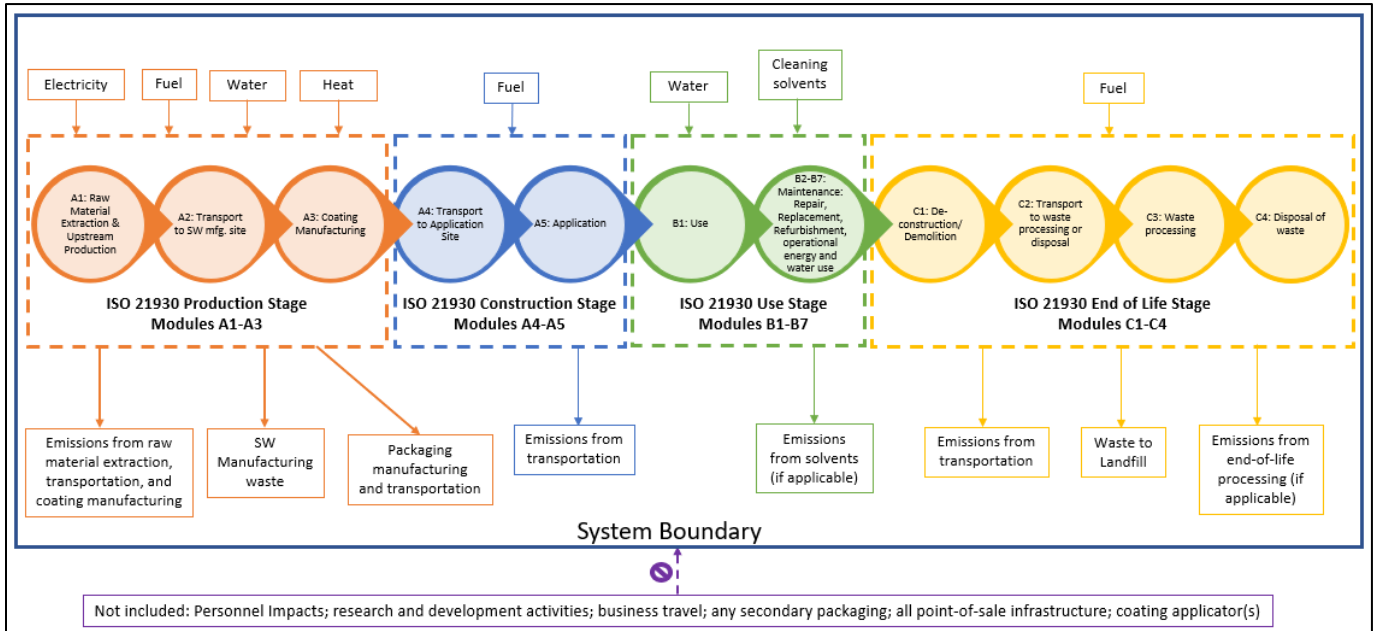 Electricity
Fuel
Water
Heat
Fuel
Water
Cleaning
solvents
Fuel
A1: Raw
Material
Extraction &
Upstream
Production
A2: Transport
to SW mfg. site
A3: Coating
Manufacturing
A4: Transport
to Application
Site
A5: Application
B1: Use
B2-B7:
Maintenance:
Repair,
Replacement,
Refurbishment,
operational
energy and
water use
C1: De-
construction/
Demolition
C2: Transport
to waste
processing or
disposal
C3: Waste
processing
C4: Disposal of
waste
ISO 21930 Production Stage
Modules A1-A3
ISO 21930 Construction Stage
Modules A4-A5
ISO 21930 Use Stage
Modules B1-B7
ISO 21930 End of Life Stage
Modules C1-C4
Emissions from raw
material extraction,
transportation, and
coating manufacturing
SW
Manufacturing
waste
Packaging
manufacturing
and transportation
Emissions from
transportation
Emissions
from solvents
(if applicable)
Emissions from
transportation
Waste to
Landfill
Emissions from
end-of-life
processing (if
applicable)
System Boundary
Not included: Personnel Impacts; research and development activities; business travel; any secondary packaging; all point-of-sale infrastructure; coating applicator(s)